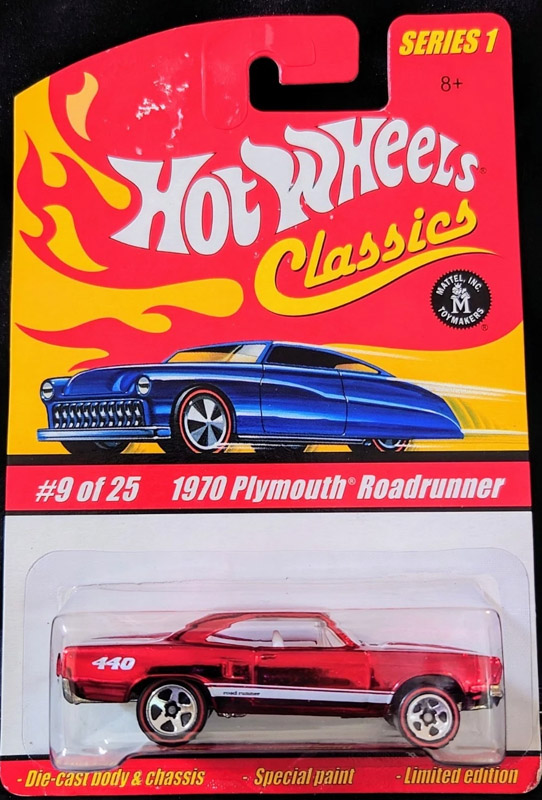 SERIES 1
8+
Hot Wheels®
Classics
MATTEL, INC.
M
TOYMAKERS
®
#9 of 25 1970 Plymouth® Roadrunner
440
road runner
- Die-cast body & chassis - Special paint - Limited edition